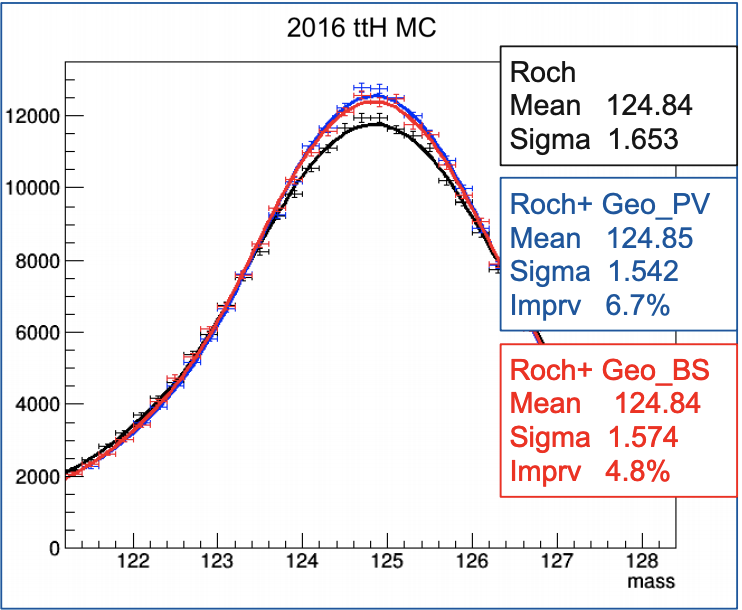 2016 ttH MC
Roch
Mean 124.84
Sigma 1.653
Roch+ Geo_PV
Mean 124.85
Sigma 1.542
Imprv 6.7%
Roch+ Geo_BS
Mean 124.84
Sigma 1.574
Imprv 4.8%
12000
10000
8000
6000
4000
2000
0
122 123 124 125 126 127 128
mass